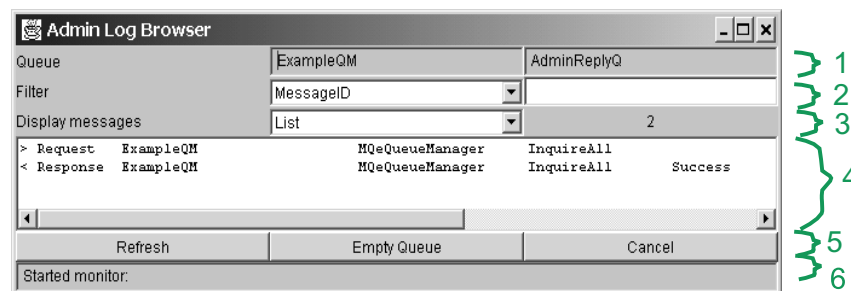 Admin Log Browser
Queue ExampleQM AdminReplyQ 1
Filter MessageID 2
Display messages List 2 3
> Request ExampleQM MQeQueueManager InquireAll
< Response ExampleQM MQeQueueManager InquireAll Success
4
Refresh Empty Queue Cancel 5
Started monitor: 6